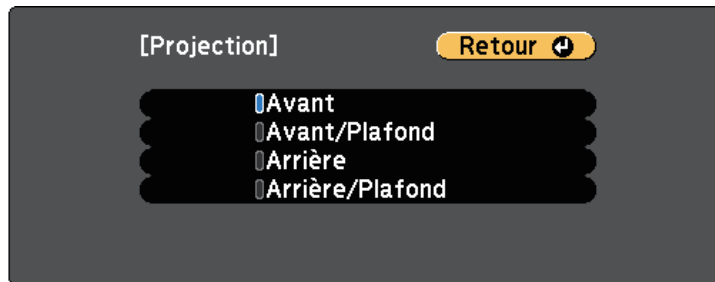 [Projection] Retour
Avant
Avant/Plafond
Arrière
Arrière/Plafond